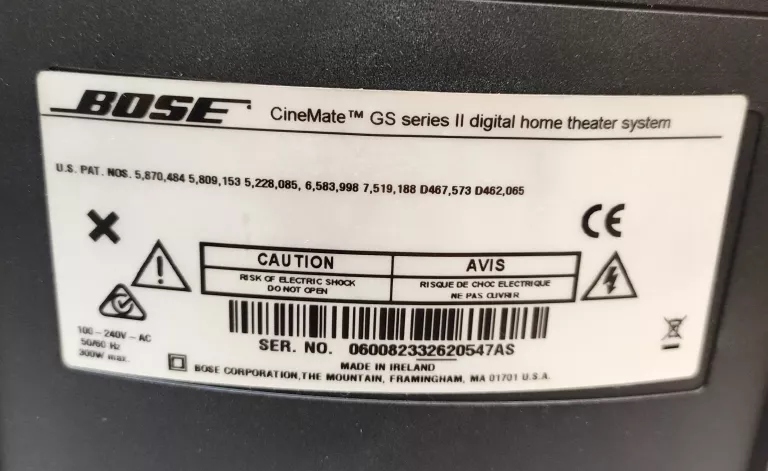 BOSE
CineMate™ GS series II digital home theater system
U.S. PAT. NOS. 5,870,484 5,809,153 5,228,085, 6,583,998 7,519,188 D467,573 D462,065
CE
CAUTION
RISK OF ELECTRIC SHOCK
DO NOT OPEN
AVIS
RISQUE DE CHOC ELECTRIQUE
NE PAS OUVRIR
100-240V-AC
50/60 Hz
300W max.
SER. NO. 060082332620547AS
MADE IN IRELAND
BOSE CORPORATION, THE MOUNTAIN, FRAMINGHAM, MA 01701 U.S.A.